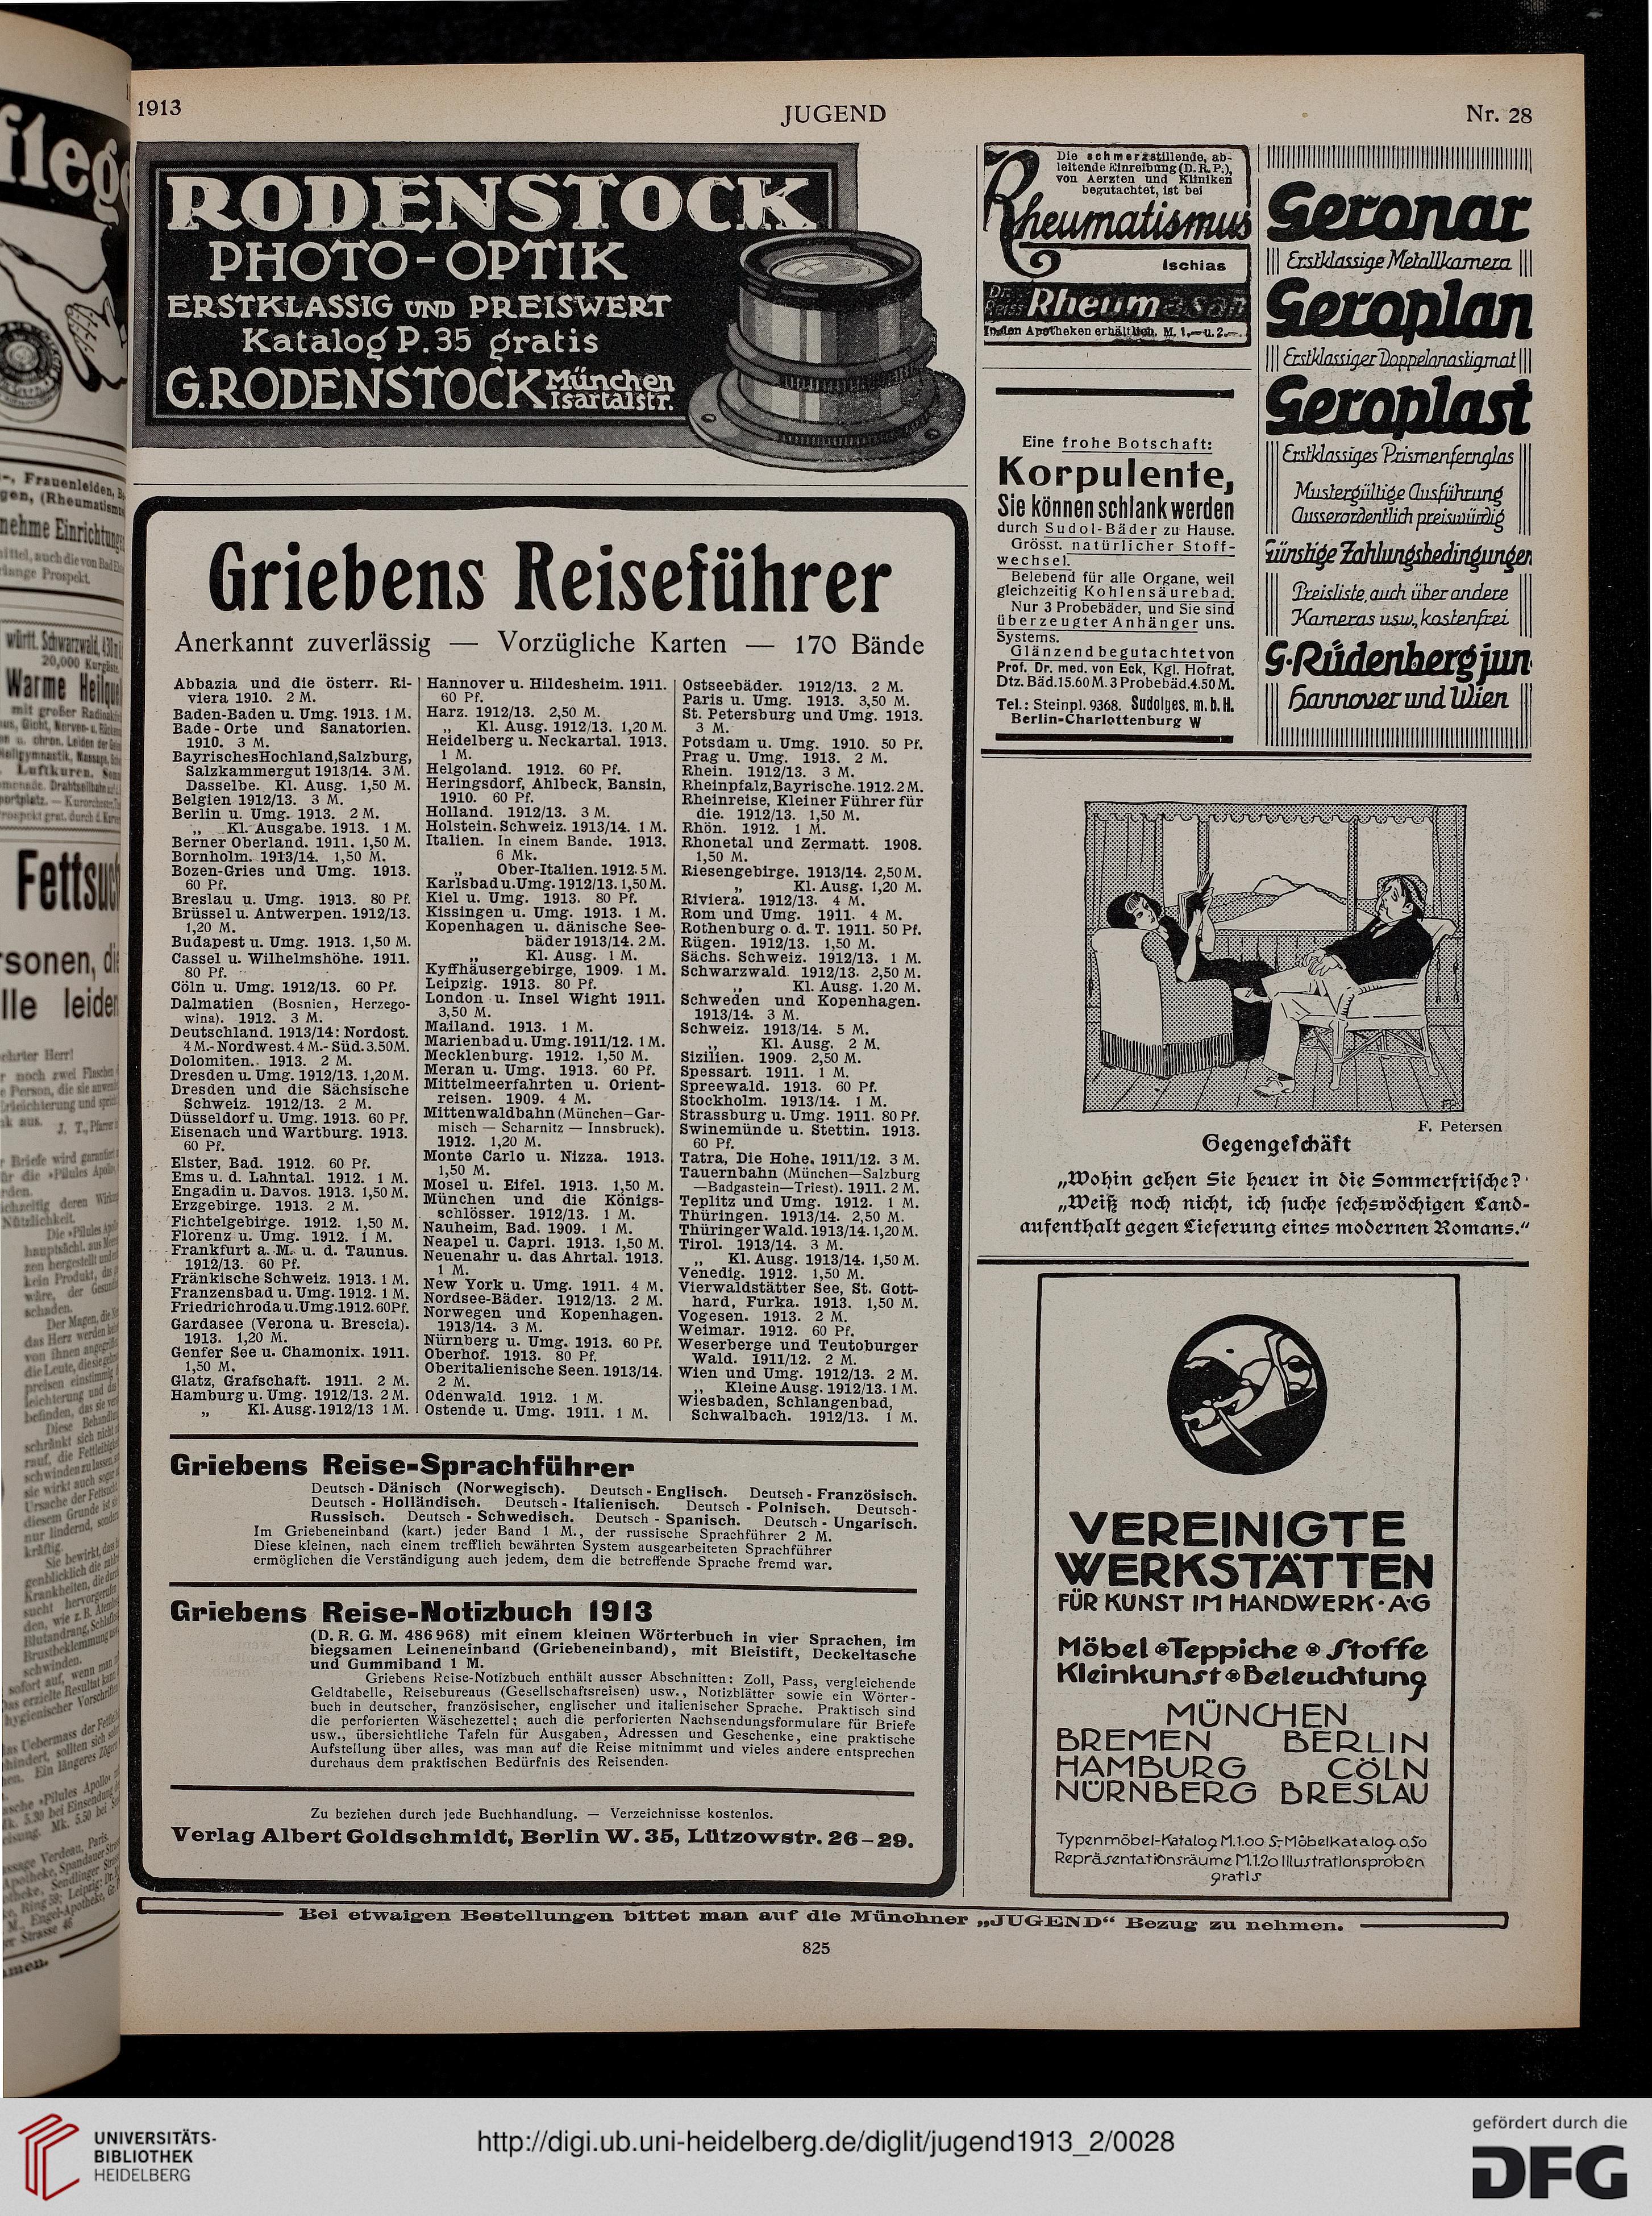 1913
JUGEND
Nr. 28
RODENSTOCK
PHOTO-OPTIK
ERSTKLASSIG UND PREISWERT
Katalog P.35 gratis
G.RODENSTOCK München
Isartalstr.
Griebens Reiseführer
Anerkannt zuverlässig — Vorzügliche Karten — 170 Bände
Abbazia und die österr. Ri-
viera 1910. 2 M.
Baden-Baden u. Umg. 1913. 1 M.
Bade-Orte und Sanatorien.
1910. 3 M.
Bayrisches Hochland, Salzburg,
Salzkammergut 1913/14. 3 M.
Dasselbe. Kl. Ausg. 1,50 M.
Belgien 1912/13. 3 M.
Berlin u. Umg. 1913. 2 M.
„ Kl. Ausgabe. 1913. 1 M.
Berner Oberland. 1911. 1,50 M.
Bornholm. 1913/14. 1,50 M.
Bozen-Gries und Umg. 1913.
60 Pf.
Breslau u. Umg. 1913. 80 Pf.
Brüssel u. Antwerpen. 1912/13.
1,20 M.
Budapest u. Umg. 1913. 1,50 M.
Cassel u. Wilhelmshöhe. 1911.
80 Pf.
Cöln u. Umg. 1912/13. 60 Pf.
Dalmatien (Bosnien, Herzego-
wina). 1912. 3 M.
Deutschland. 1913/14: Nordost.
4 M.- Nordwest. 4 M.- Süd. 3.50M.
Dolomiten. 1913. 2 M.
Dresden u. Umg. 1912/13. 1,20 M.
Dresden und die Sächsische
Schweiz. 1912/13. 2 M.
Düsseldorf u. Umg. 1913. 60 Pf.
Eisenach und Wartburg. 1913.
60 Pf.
Elster, Bad. 1912. 60 Pf.
Ems u. d. Lahntal. 1912. 1 M.
Engadin u. Davos. 1913. 1,50 M.
Erzgebirge. 1913. 2 M.
Fichtelgebirge. 1912. 1,50 M.
Florenz u. Umg. 1912. 1 M.
Frankfurt a. M. u. d. Taunus.
1912/13. 60 Pf.
Fränkische Schweiz. 1913. 1 M.
Franzensbad u. Umg. 1912. 1 M.
Friedrichroda u. Umg. 1912. 60 Pf.
Gardasee (Verona u. Brescia).
1913. 1,20 M.
Genfer See u. Chamonix. 1911.
1,50 M.
Glatz, Grafschaft. 1911. 2 M.
Hamburg u. Umg. 1912/13. 2 M.
„ Kl. Ausg. 1912/13 1 M.
Hannover u. Hildesheim. 1911.
60 Pf.
Harz. 1912/13. 2,50 M.
„ Kl. Ausg. 1912/13. 1,20 M.
Heidelberg u. Neckartal. 1913.
1 M.
Helgoland. 1912. 60 Pf.
Heringsdorf, Ahlbeck, Bansin,
1910. 60 Pf.
Holland. 1912/13. 3 M.
Holstein. Schweiz. 1913/14. 1 M.
Italien. In einem Bande. 1913.
6 Mk.
„ Ober-Italien. 1912. 5 M.
Karlsbad u. Umg. 1912/13. 1,50 M.
Kiel u. Umg. 1913. 80 Pf.
Kissingen u. Umg. 1913. 1 M.
Kopenhagen u. dänische See-
bäder 1913/14. 2 M.
„ Kl. Ausg. 1 M.
Kyffhäusergebirge, 1909. 1 M.
Leipzig. 1913. 80 Pf.
London u. Insel Wight 1911.
3,50 M.
Mailand. 1913. 1 M.
Marienbad u. Umg. 1911/12. 1 M.
Mecklenburg. 1912. 1,50 M.
Meran u. Umg. 1913. 60 Pf.
Mittelmeerfahrten u. Orient-
reisen. 1909. 4 M.
Mittenwaldbahn (München—Gar-
misch — Scharnitz — Innsbruck).
1912. 1,20 M.
Monte Carlo u. Nizza. 1913.
1,50 M.
Mosel u. Eifel. 1913. 1,50 M.
München und die Königs-
schlösser. 1912/13. 1 M.
Nauheim, Bad. 1909. 1 M.
Neapel u. Capri. 1913. 1,50 M.
Neuenahr u. das Ahrtal. 1913.
1 M.
New York u. Umg. 1911. 4 M.
Nordsee-Bäder. 1912/13. 2 M.
Norwegen und Kopenhagen.
1913/14. 3 M.
Nürnberg u. Umg. 1913. 60 Pf.
Oberhof. 1913. 80 Pf.
Oberitalienische Seen. 1913/14.
2 M.
Odenwald. 1912. 1 M.
Ostende u. Umg. 1911. 1 M.
Ostseebäder. 1912/13. 2 M.
Paris u. Umg. 1913. 3,50 M.
St. Petersburg und Umg. 1913.
3 M.
Potsdam u. Umg. 1910. 50 Pf.
Prag u. Umg. 1913. 2 M.
Rhein. 1912/13. 3 M.
Rheinpfalz, Bayrische. 1912. 2 M.
Rheinreise, Kleiner Führer für
die. 1912/13. 1,50 M.
Rhön. 1912. 1 M.
Rhonetal und Zermatt. 1908.
1,50 M.
Riesengebirge. 1913/14. 2,50 M.
„ Kl. Ausg. 1,20 M.
Riviera. 1912/13. 4 M.
Rom und Umg. 1911. 4 M.
Rothenburg o. d. T. 1911. 50 Pf.
Rügen. 1912/13. 1,50 M.
Sächs. Schweiz. 1912/13. 1 M.
Schwarzwald. 1912/13. 2,50 M.
„ Kl. Ausg. 1.20 M.
Schweden und Kopenhagen.
1913/14. 3 M.
Schweiz. 1913/14. 5 M.
„ Kl. Ausg. 2 M.
Sizilien. 1909. 2,50 M.
Spessart. 1911. 1 M.
Spreewald. 1913. 60 Pf.
Stockholm. 1913/14. 1 M.
Strassburg u. Umg. 1911. 80 Pf.
Swinemünde u. Stettin. 1913.
60 Pf.
Tatra, Die Hohe. 1911/12. 3 M.
Tauernbahn (München—Salzburg
—Badgastein—Triest). 1911. 2 M.
Teplitz und Umg. 1912. 1 M.
Thüringen. 1913/14. 2,50 M.
Thüringer Wald. 1913/14. 1,20 M.
Tirol. 1913/14. 3 M.
„ Kl. Ausg. 1913/14. 1,50 M.
Venedig. 1912. 1,50 M.
Vierwaldstätter See, St. Gott-
hard, Furka. 1913. 1,50 M.
Vogesen. 1913. 2 M.
Weimar. 1912. 60 Pf.
Weserberge und Teutoburger
Wald. 1911/12. 2 M.
Wien und Umg. 1912/13. 2 M.
„ Kleine Ausg. 1912/13. 1 M.
Wiesbaden, Schlangenbad,
Schwalbach. 1912/13. 1 M.
Griebens Reise-Sprachführer
Deutsch - Dänisch (Norwegisch). Deutsch - Englisch. Deutsch - Französisch.
Deutsch - Holländisch. Deutsch - Italienisch. Deutsch - Polnisch. Deutsch-
Russisch. Deutsch - Schwedisch. Deutsch - Spanisch. Deutsch - Ungarisch.
Im Griebeneinband (kart.) jeder Band 1 M., der russische Sprachführer 2 M.
Diese kleinen, nach einem trefflich bewährten System ausgearbeiteten Sprachführer
ermöglichen die Verständigung auch jedem, dem die betreffende Sprache fremd war.
Griebens Reise-Notizbuch 1913
(D. R. G. M. 486 968) mit einem kleinen Wörterbuch in vier Sprachen, im
biegsamen Leineneinband (Griebeneinband), mit Bleistift, Deckeltasche
und Gummiband 1 M.
Griebens Reise-Notizbuch enthält ausser Abschnitten: Zoll, Pass, vergleichende
Geldtabelle, Reisebureaus (Gesellschaftsreisen) usw., Notizblätter sowie ein Wörter-
buch in deutscher, französischer, englischer und italienischer Sprache. Praktisch sind
die perforierten Wäschezettel; auch die perforierten Nachsendungsformulare für Briefe
usw., übersichtliche Tafeln für Ausgaben, Adressen und Geschenke, eine praktische
Aufstellung über alles, was man auf die Reise mitnimmt und vieles andere entsprechen
durchaus dem praktischen Bedürfnis des Reisenden.
Zu beziehen durch jede Buchhandlung. — Verzeichnisse kostenlos.
Verlag Albert Goldschmidt, Berlin W. 35, Lützowstr. 26–29.
Die schmerzstillende, ab-
leitende Einreibung (D. R. P.),
von Aerzten und Kliniken
begutachtet, ist bei
Rheumatismus
Ischias
Dr. Reiss Rheumasan
In allen Apotheken erhältlich. M. 1.— u. 2.—.
Eine frohe Botschaft:
Korpulente,
Sie können schlank werden
durch Sudol-Bäder zu Hause.
Grösst. natürlicher Stoff-
wechsel.
Belebend für alle Organe, weil
gleichzeitig Kohlensäurebad.
Nur 3 Probebäder, und Sie sind
überzeugter Anhänger uns.
Systems.
Glänzend begutachtet von
Prof. Dr. med. von Eck, Kgl. Hofrat.
Dtz. Bäd. 15.60 M. 3 Probebäd. 4.50 M.
Tel.: Steinpl. 9368. Sudolges. m. b. H.
Berlin-Charlottenburg W
Geronar
Erstklassige Metallkamera
Geroplan
Erstklassiger Doppelanastigmat
Geroplast
Erstklassiges Prismenfernglas
Mustergültige Ausführung
Ausserordentlich preiswürdig
Günstige Zahlungsbedingungen
Preisliste, auch über andere
Kameras usw., kostenfrei
G. Rüdenberg jun
Hannover und Wien
F. Petersen
Gegengeschäft
„Wohin gehen Sie heuer in die Sommerfrische?‟
„Weiß noch nicht, ich suche sechswöchigen Land-
aufenthalt gegen Lieferung eines modernen Romans.“
VEREINIGTE
WERKSTÄTTEN
FÜR KUNST IM HANDWERK · A·G
Möbel Teppiche Stoffe
Kleinkunst Beleuchtung
MÜNCHEN
BREMEN BERLIN
HAMBURG CÖLN
NÜRNBERG BRESLAU
Typenmöbel-Katalog M.1.00 S-Möbelkatalog 0.50
Repräsentationsräume M.1.20 Illustrationsproben
gratis
Bei etwaigen Bestellungen bittet man auf die Münchner „JUGEND“ Bezug zu nehmen.
825
UNIVERSITÄTS-
BIBLIOTHEK
HEIDELBERG
http://digi.ub.uni-heidelberg.de/diglit/jugend1913_2/0028
gefördert durch die
DFG